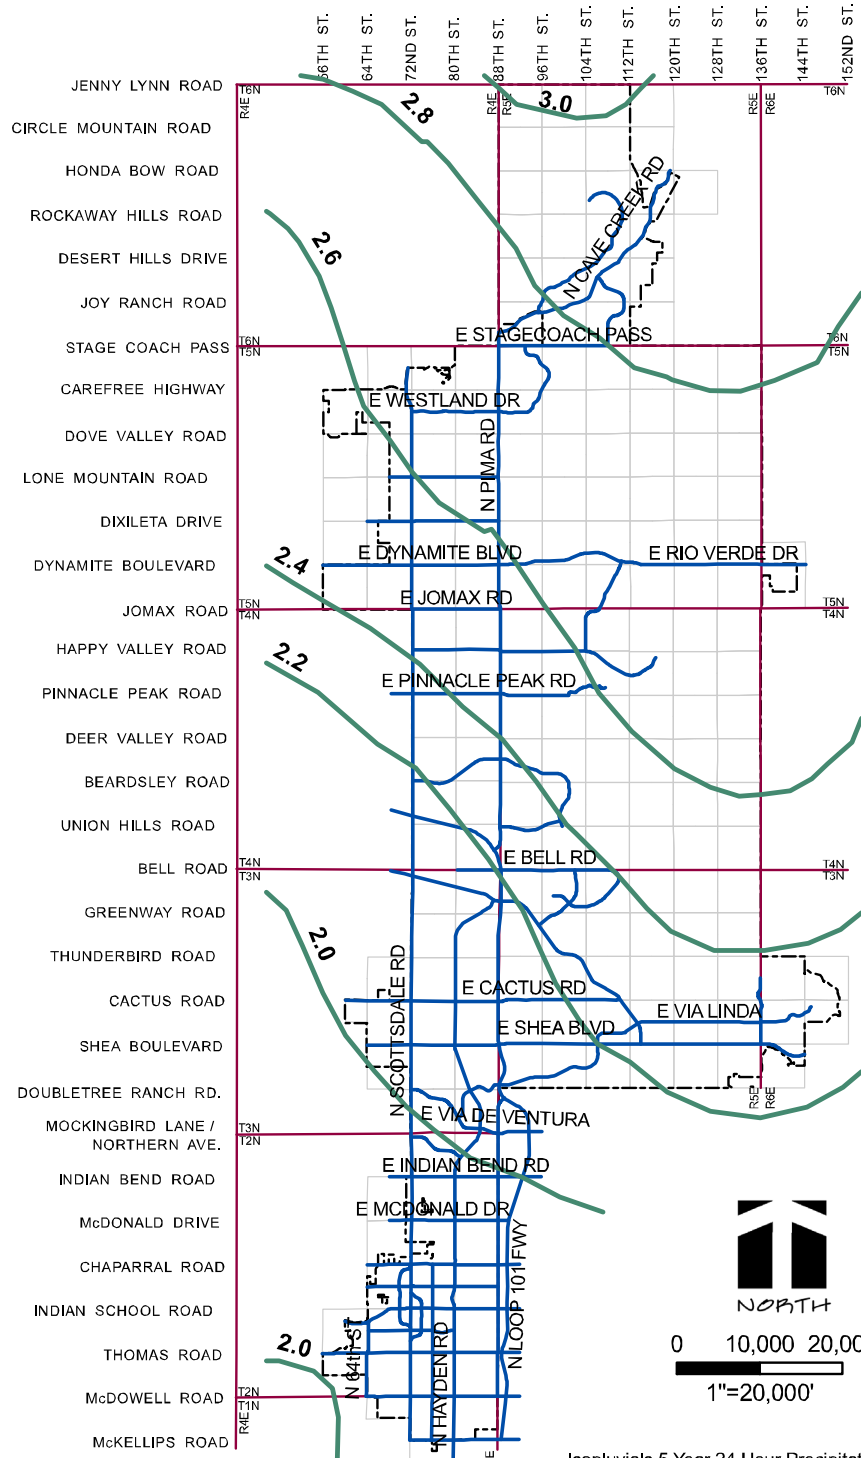 56TH ST.
64TH ST.
72ND ST.
80TH ST.
88TH ST.
96TH ST.
104TH ST.
112TH ST.
120TH ST.
128TH ST.
136TH ST.
144TH ST.
152ND ST.
JENNY LYNN ROAD
T6N
R4E
R4E
R5E
R5E
R6E
T6N
2.8
3.0
CIRCLE MOUNTAIN ROAD
HONDA BOW ROAD
N CAVE CREEK RD
ROCKAWAY HILLS ROAD
2.6
DESERT HILLS DRIVE
JOY RANCH ROAD
E STAGECOACH PASS
STAGE COACH PASS
T6N
T5N
T6N
T5N
CAREFREE HIGHWAY
E WESTLAND DR
DOVE VALLEY ROAD
N PIMA RD
LONE MOUNTAIN ROAD
DIXILETA DRIVE
E DYNAMITE BLVD
E RIO VERDE DR
DYNAMITE BOULEVARD
2.4
E JOMAX RD
JOMAX ROAD
T5N
T4N
T5N
T4N
HAPPY VALLEY ROAD
2.2
E PINNACLE PEAK RD
PINNACLE PEAK ROAD
DEER VALLEY ROAD
BEARDSLEY ROAD
UNION HILLS ROAD
E BELL RD
BELL ROAD
T4N
T3N
T4N
T3N
GREENWAY ROAD
2.0
THUNDERBIRD ROAD
N SCOTTSDALE RD
E CACTUS RD
CACTUS ROAD
E VIA LINDA
E SHEA BLVD
SHEA BOULEVARD
DOUBLETREE RANCH RD.
R5E
R6E
E VIA DE VENTURA
MOCKINGBIRD LANE /
NORTHERN AVE.
T3N
T2N
E INDIAN BEND RD
INDIAN BEND ROAD
E MCDONALD DR
McDONALD DRIVE
N LOOP 101 FWY
CHAPARRAL ROAD
INDIAN SCHOOL ROAD
NORTH
N 64th ST
N HAYDEN RD
2.0
THOMAS ROAD
0 10,000 20,00
1"=20,000'
McDOWELL ROAD
T2N
T1N
R4E
McKELLIPS ROAD
Isopluvials 5 Year 24 Hour Precipitat